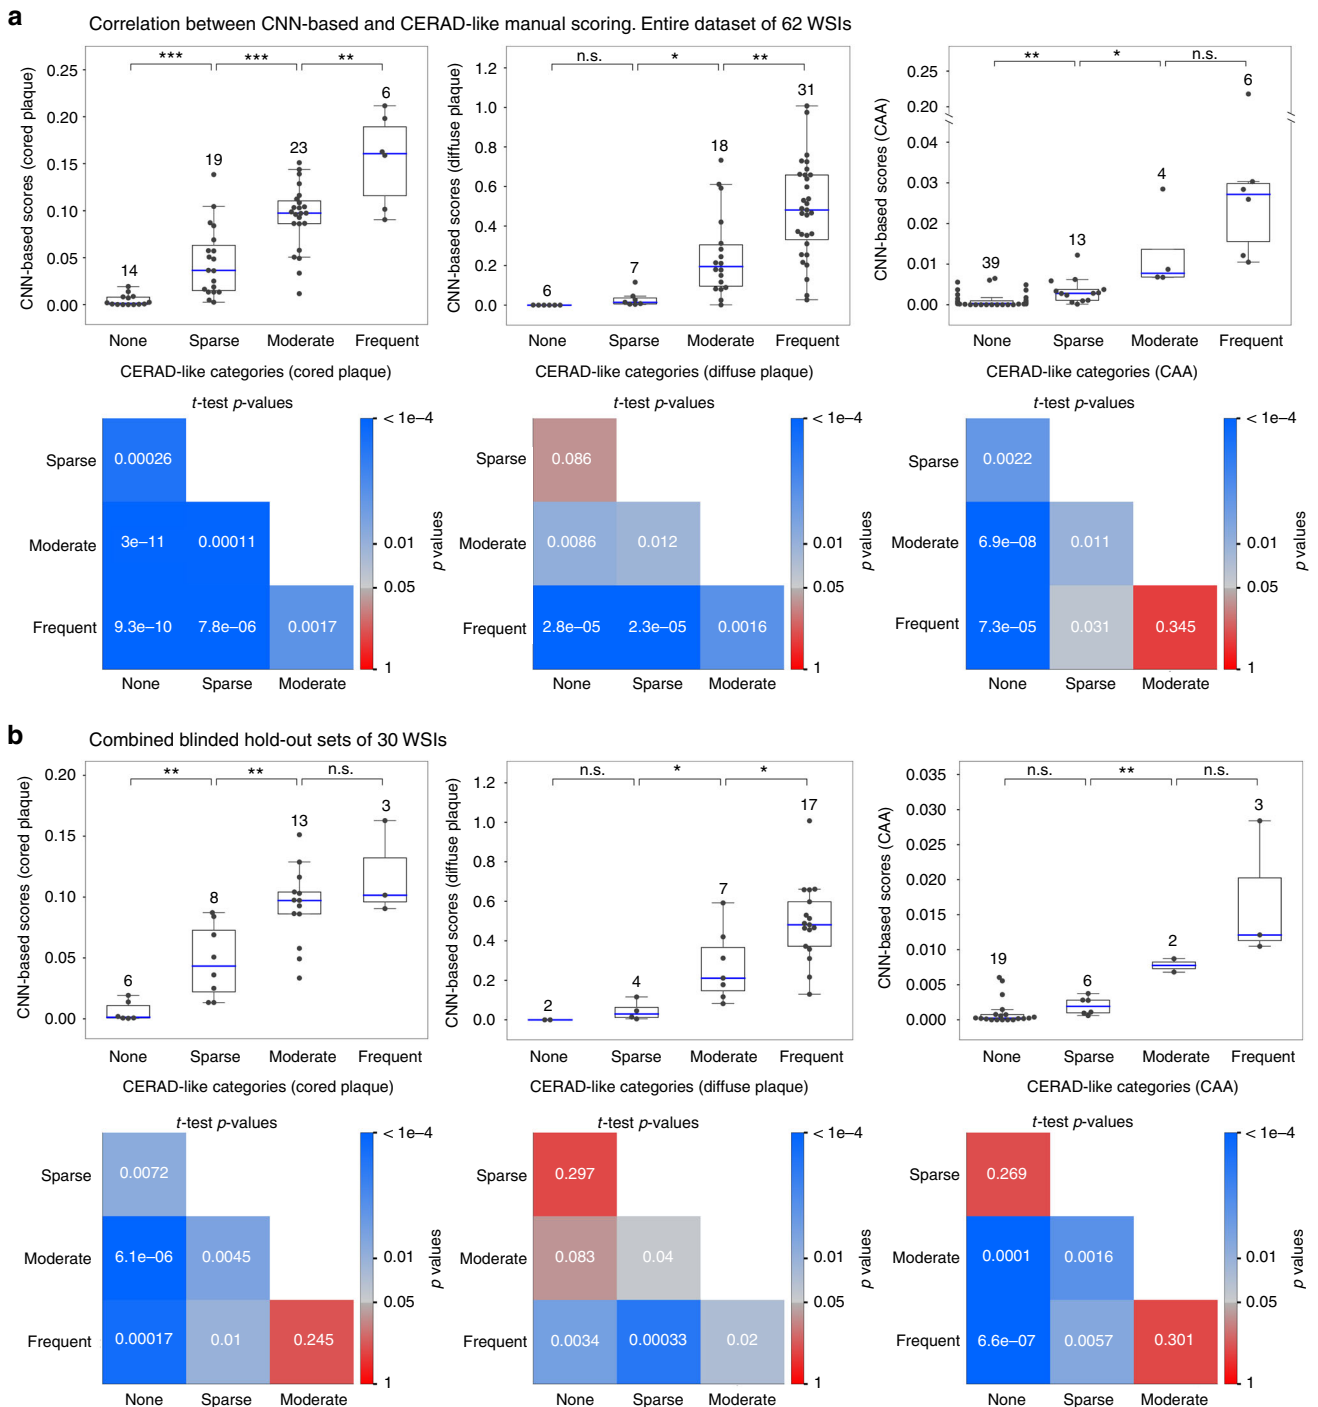 a
Correlation between CNN-based and CERAD-like manual scoring. Entire dataset of 62 WSIs
CNN-based scores (cored plaque)
0.25
0.20
0.15
0.10
0.05
0.00
*** *** **
14 19 23 6
None Sparse Moderate Frequent
CERAD-like categories (cored plaque)
CNN-based scores (diffuse plaque)
1.2
1.0
0.8
0.6
0.4
0.2
0.0
n.s. * **
6 7 18 31
None Sparse Moderate Frequent
CERAD-like categories (diffuse plaque)
CNN-based scores (CAA)
0.25
0.20
0.04
0.03
0.02
0.01
0.00
** * n.s.
39 13 4 6
None Sparse Moderate Frequent
CERAD-like categories (CAA)
t-test p-values
Sparse 0.00026
Moderate 3e–11 0.00011
Frequent 9.3e–10 7.8e–06 0.0017
None Sparse Moderate
< 1e–4
0.01
0.05
1
p values
t-test p-values
Sparse 0.086
Moderate 0.0086 0.012
Frequent 2.8e–05 2.3e–05 0.0016
None Sparse Moderate
< 1e–4
0.01
0.05
1
p values
t-test p-values
Sparse 0.0022
Moderate 6.9e–08 0.011
Frequent 7.3e–05 0.031 0.345
None Sparse Moderate
< 1e–4
0.01
0.05
1
p values
b
Combined blinded hold-out sets of 30 WSIs
CNN-based scores (cored plaque)
0.20
0.15
0.10
0.05
0.00
** ** n.s.
6 8 13 3
None Sparse Moderate Frequent
CERAD-like categories (cored plaque)
CNN-based scores (diffuse plaque)
1.2
1.0
0.8
0.6
0.4
0.2
0.0
n.s. * *
2 4 7 17
None Sparse Moderate Frequent
CERAD-like categories (diffuse plaque)
CNN-based scores (CAA)
0.035
0.030
0.025
0.020
0.015
0.010
0.005
0.000
n.s. ** n.s.
19 6 2 3
None Sparse Moderate Frequent
CERAD-like categories (CAA)
t-test p-values
Sparse 0.0072
Moderate 6.1e–06 0.0045
Frequent 0.00017 0.01 0.245
None Sparse Moderate
< 1e–4
0.01
0.05
1
p values
t-test p-values
Sparse 0.297
Moderate 0.083 0.04
Frequent 0.0034 0.00033 0.02
None Sparse Moderate
< 1e–4
0.01
0.05
1
p values
t-test p-values
Sparse 0.269
Moderate 0.0001 0.0016
Frequent 6.6e–07 0.0057 0.301
None Sparse Moderate
< 1e–4
0.01
0.05
1
p values